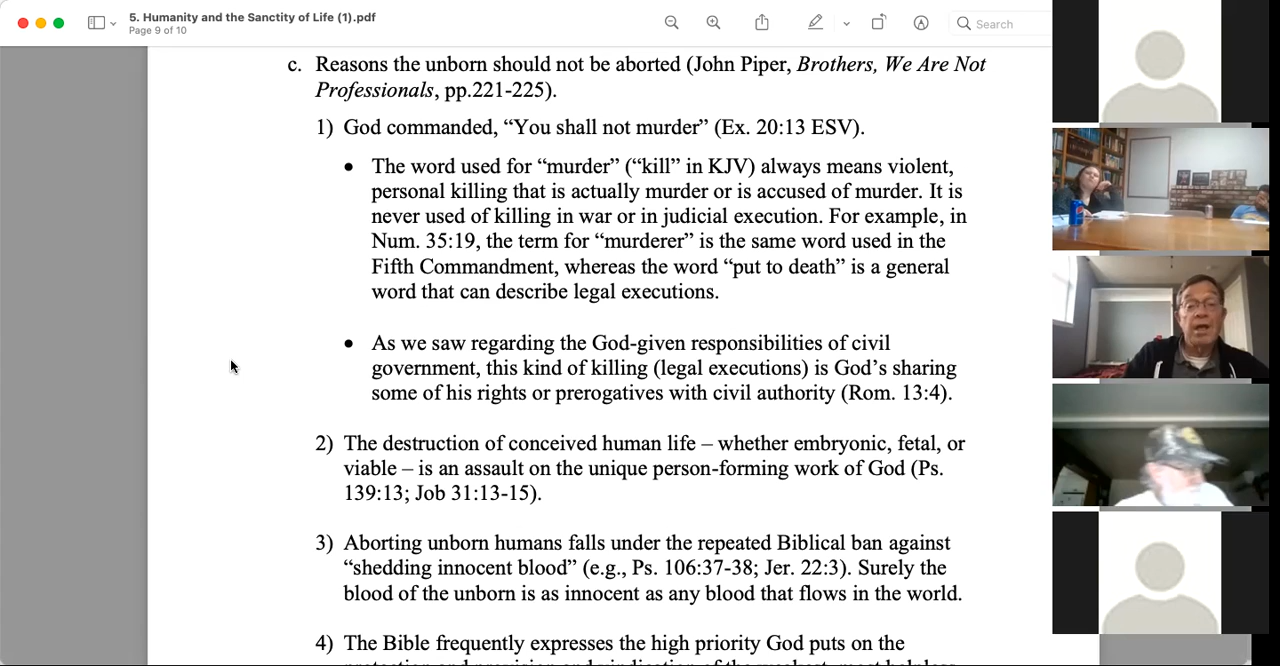 5. Humanity and the Sanctity of Life (1).pdf
Page 9 of 10
Search
c. Reasons the unborn should not be aborted (John Piper, Brothers, We Are Not
Professionals, pp.221-225).
1) God commanded, “You shall not murder” (Ex. 20:13 ESV).
• The word used for “murder” (“kill” in KJV) always means violent,
personal killing that is actually murder or is accused of murder. It is
never used of killing in war or in judicial execution. For example, in
Num. 35:19, the term for “murderer” is the same word used in the
Fifth Commandment, whereas the word “put to death” is a general
word that can describe legal executions.
• As we saw regarding the God-given responsibilities of civil
government, this kind of killing (legal executions) is God’s sharing
some of his rights or prerogatives with civil authority (Rom. 13:4).
2) The destruction of conceived human life – whether embryonic, fetal, or
viable – is an assault on the unique person-forming work of God (Ps.
139:13; Job 31:13-15).
3) Aborting unborn humans falls under the repeated Biblical ban against
“shedding innocent blood” (e.g., Ps. 106:37-38; Jer. 22:3). Surely the
blood of the unborn is as innocent as any blood that flows in the world.
4) The Bible frequently expresses the high priority God puts on the